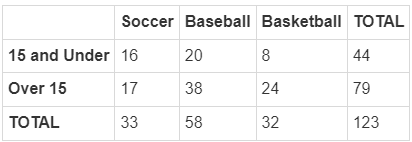 Soccer Baseball Basketball TOTAL
15 and Under 16 20 8 44
Over 15 17 38 24 79
TOTAL 33 58 32 123